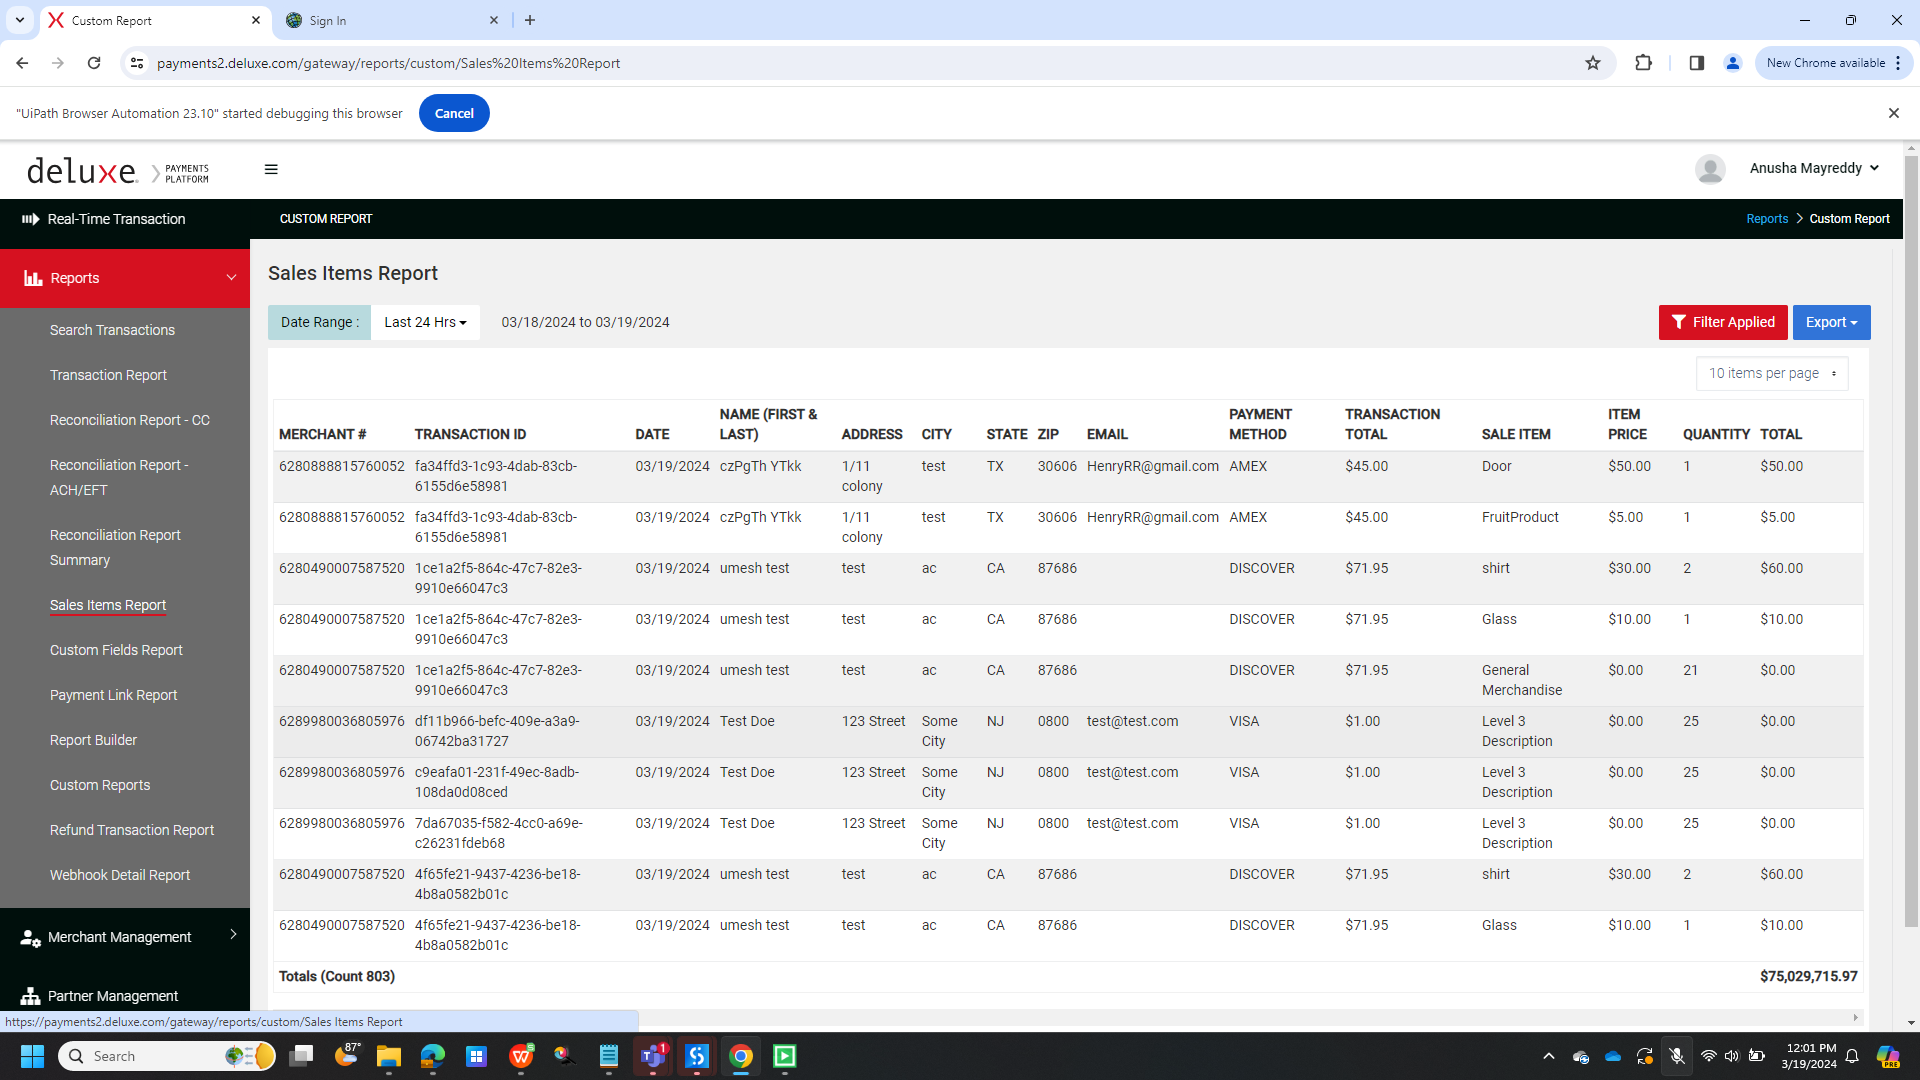 Custom Report
Sign In
payments2.deluxe.com/gateway/reports/custom/Sales%20Items%20Report
New Chrome available
"UiPath Browser Automation 23.10" started debugging this browser
Cancel
deluxe.
PAYMENTS
PLATFORM
Anusha Mayreddy
Real-Time Transaction
CUSTOM REPORT
Reports
Custom Report
Reports
Search Transactions
Transaction Report
Reconciliation Report - CC
Reconciliation Report -
ACH/EFT
Reconciliation Report
Summary
Sales Items Report
Custom Fields Report
Payment Link Report
Report Builder
Custom Reports
Refund Transaction Report
Webhook Detail Report
Merchant Management
Partner Management
Sales Items Report
Date Range :
Last 24 Hrs
03/18/2024 to 03/19/2024
Filter Applied
Export
10 items per page
MERCHANT # TRANSACTION ID DATE NAME (FIRST & LAST) ADDRESS CITY STATE ZIP EMAIL PAYMENT METHOD TRANSACTION TOTAL SALE ITEM ITEM PRICE QUANTITY TOTAL
6280888815760052 fa34ffd3-1c93-4dab-83cb-6155d6e58981 03/19/2024 czPgTh YTkk 1/11 colony test TX 30606 HenryRR@gmail.com AMEX $45.00 Door $50.00 1 $50.00
6280888815760052 fa34ffd3-1c93-4dab-83cb-6155d6e58981 03/19/2024 czPgTh YTkk 1/11 colony test TX 30606 HenryRR@gmail.com AMEX $45.00 FruitProduct $5.00 1 $5.00
6280490007587520 1ce1a2f5-864c-47c7-82e3-9910e66047c3 03/19/2024 umesh test test ac CA 87686 DISCOVER $71.95 shirt $30.00 2 $60.00
6280490007587520 1ce1a2f5-864c-47c7-82e3-9910e66047c3 03/19/2024 umesh test test ac CA 87686 DISCOVER $71.95 Glass $10.00 1 $10.00
6280490007587520 1ce1a2f5-864c-47c7-82e3-9910e66047c3 03/19/2024 umesh test test ac CA 87686 DISCOVER $71.95 General Merchandise $0.00 21 $0.00
6289980036805976 df11b966-befc-409e-a3a9-06742ba31727 03/19/2024 Test Doe 123 Street Some City NJ 0800 test@test.com VISA $1.00 Level 3 Description $0.00 25 $0.00
6289980036805976 c9eafa01-231f-49ec-8adb-108da0d08ced 03/19/2024 Test Doe 123 Street Some City NJ 0800 test@test.com VISA $1.00 Level 3 Description $0.00 25 $0.00
6289980036805976 7da67035-f582-4cc0-a69e-c26231fdeb68 03/19/2024 Test Doe 123 Street Some City NJ 0800 test@test.com VISA $1.00 Level 3 Description $0.00 25 $0.00
6280490007587520 4f65fe21-9437-4236-be18-4b8a0582b01c 03/19/2024 umesh test test ac CA 87686 DISCOVER $71.95 shirt $30.00 2 $60.00
6280490007587520 4f65fe21-9437-4236-be18-4b8a0582b01c 03/19/2024 umesh test test ac CA 87686 DISCOVER $71.95 Glass $10.00 1 $10.00
Totals (Count 803) $75,029,715.97
https://payments2.deluxe.com/gateway/reports/custom/Sales Items Report
Search
87°
1
12:01 PM
3/19/2024
PRE